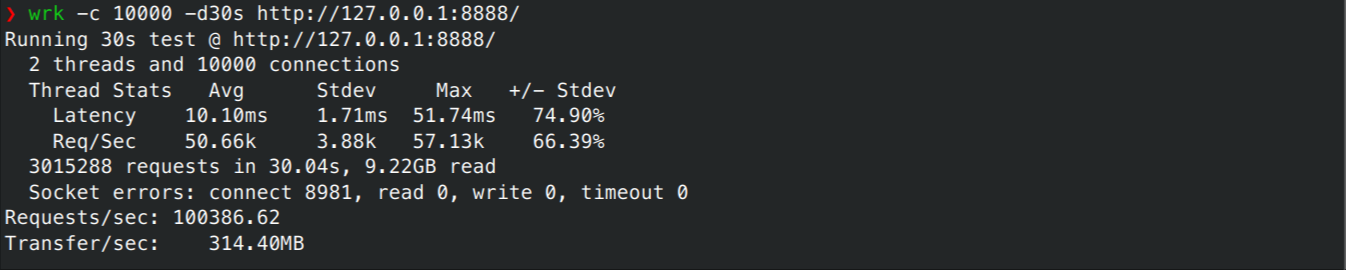 ❯ wrk -c 10000 -d30s http://127.0.0.1:8888/
Running 30s test @ http://127.0.0.1:8888/
  2 threads and 10000 connections
  Thread Stats   Avg      Stdev     Max   +/- Stdev
    Latency    10.10ms    1.71ms  51.74ms   74.90%
    Req/Sec    50.66k     3.88k   57.13k    66.39%
  3015288 requests in 30.04s, 9.22GB read
  Socket errors: connect 8981, read 0, write 0, timeout 0
Requests/sec: 100386.62
Transfer/sec:    314.40MB